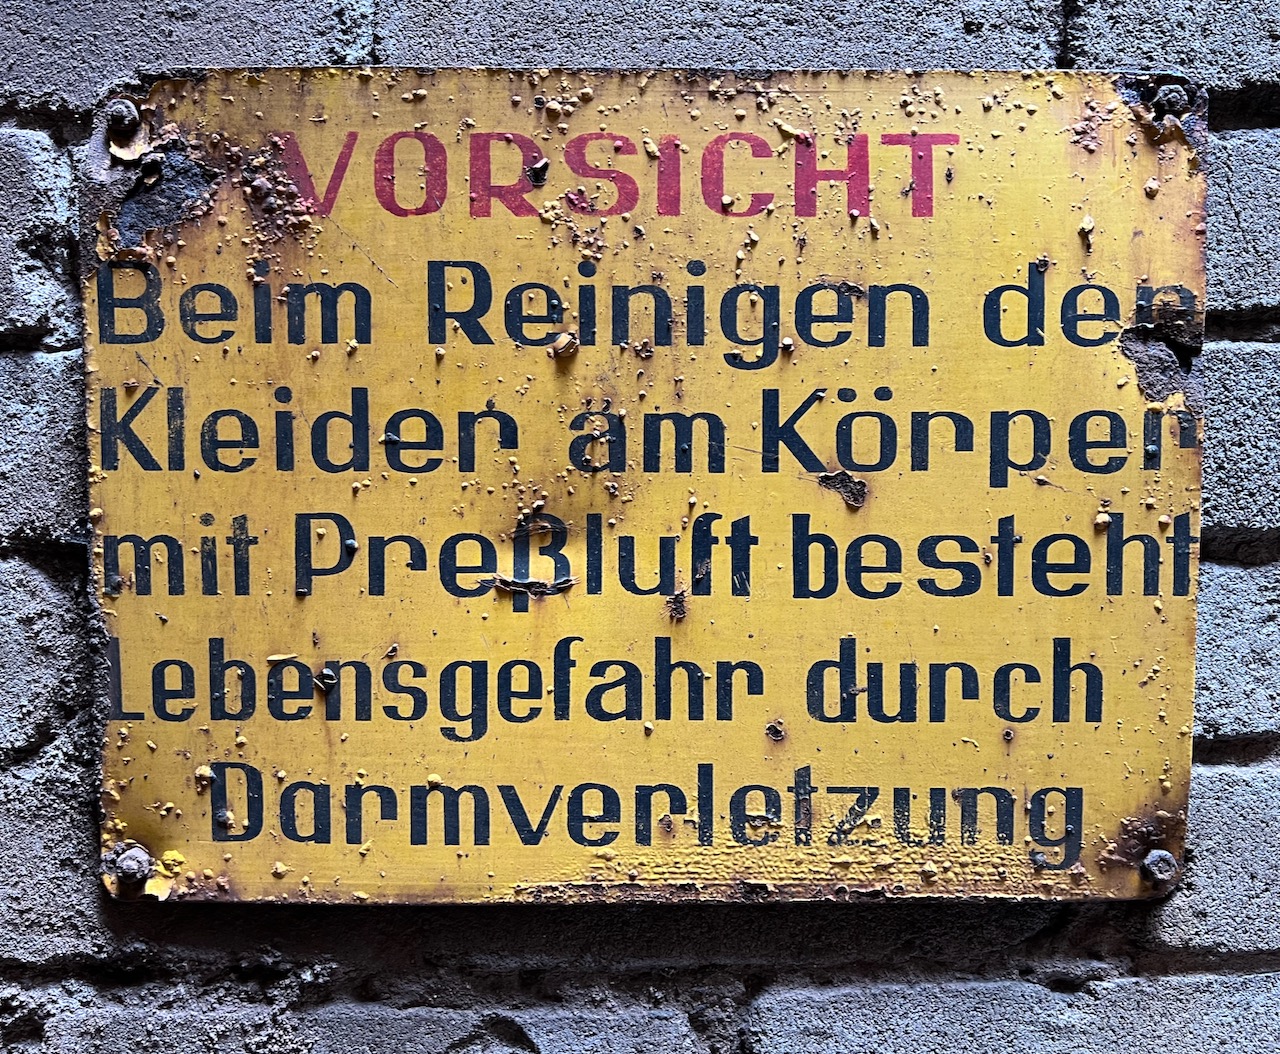 VORSICHT
Beim Reinigen der
Kleider am Körper
mit Preßluft besteht
Lebensgefahr durch
Darmverletzung